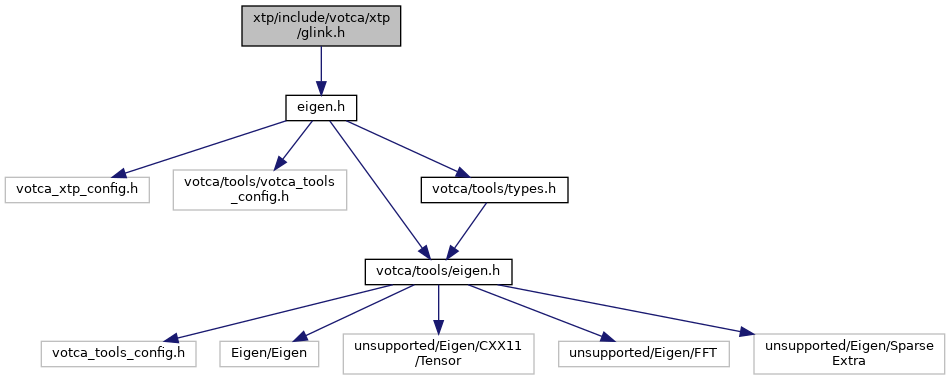 xtp/include/votca/xtp
/glink.h
eigen.h
votca_xtp_config.h
votca/tools/votca_tools
_config.h
votca/tools/types.h
votca/tools/eigen.h
votca_tools_config.h
Eigen/Eigen
unsupported/Eigen/CXX11
/Tensor
unsupported/Eigen/FFT
unsupported/Eigen/Sparse
Extra